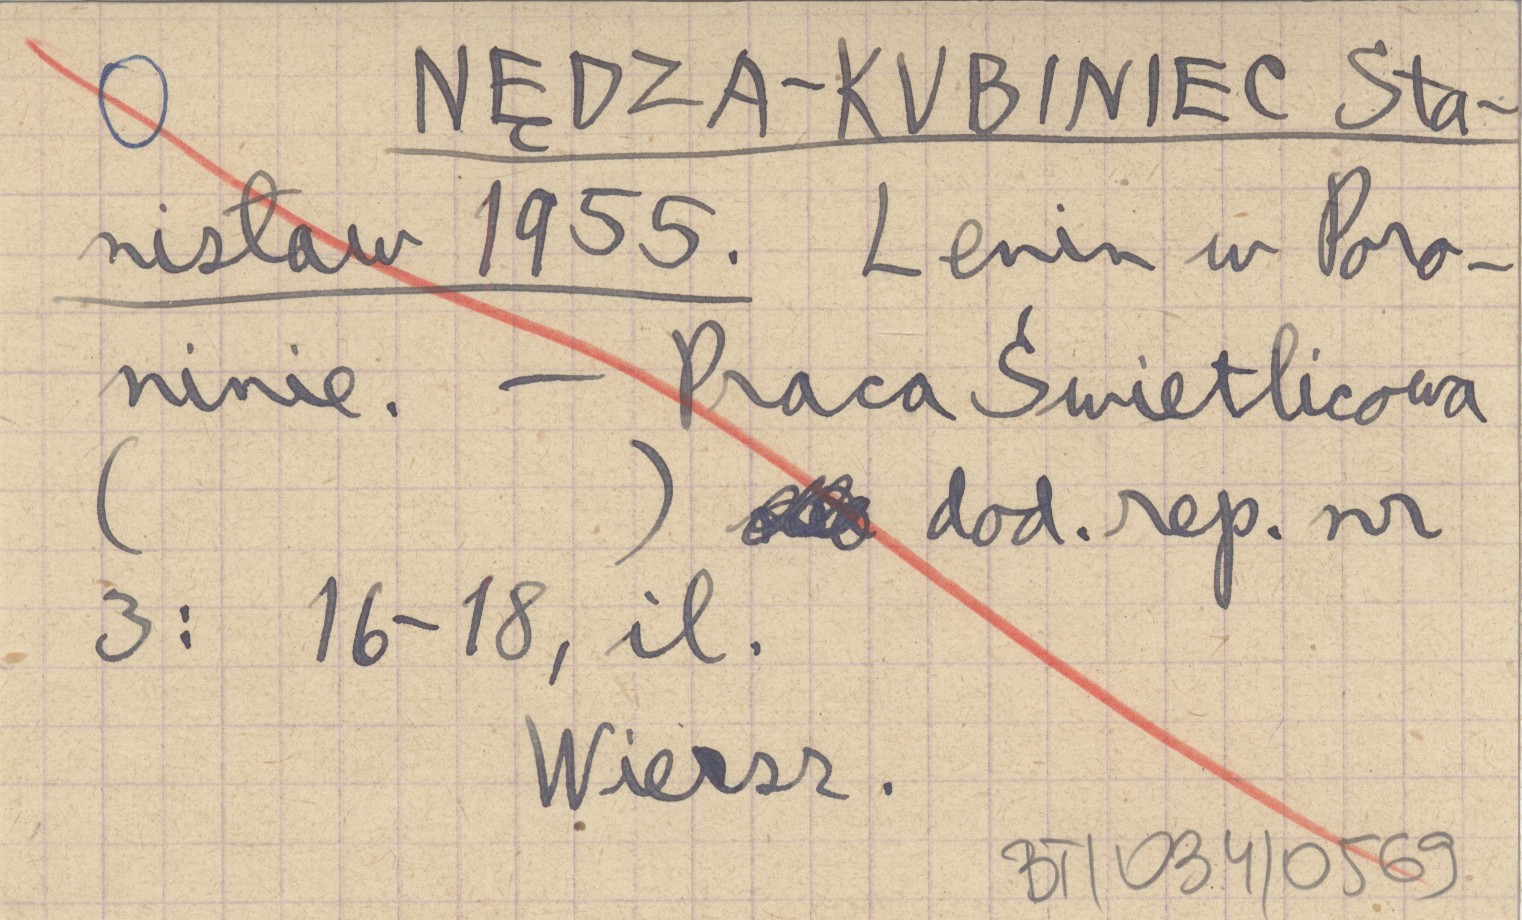 NĘDZA-KUBINIEC Sta-
nisław 1955. Lenin w Poro-
ninie. — Praca Świetlicowa
( ) dod. rep. nr
3: 16-18, il.
Wiersz.
BT/034/0569